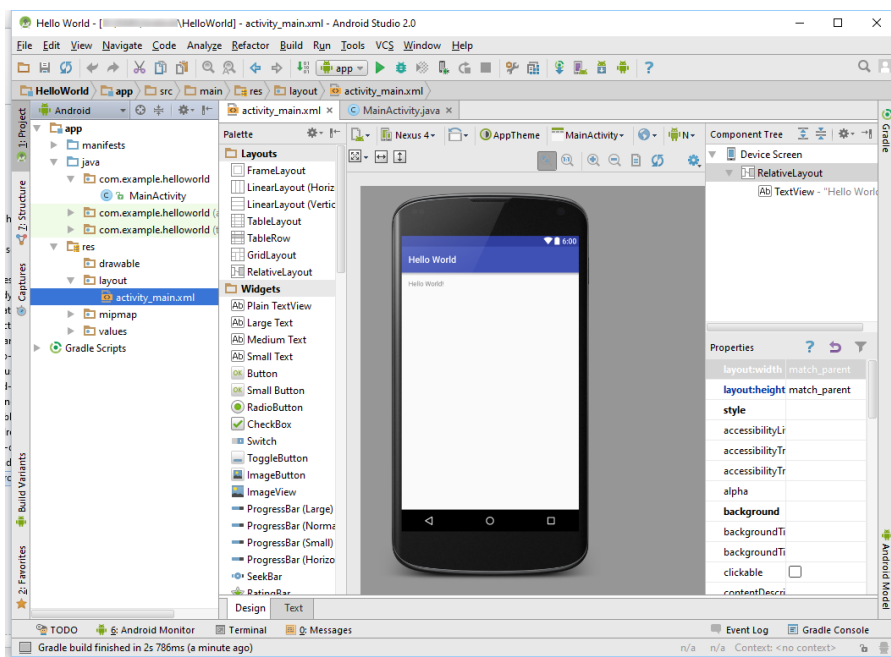 Hello World - [ \HelloWorld] - activity_main.xml - Android Studio 2.0
File Edit View Navigate Code Analyze Refactor Build Run Tools VCS Window Help
app
HelloWorld app src main res layout activity_main.xml
Android
activity_main.xml
MainActivity.java
1: Project
Z: Structure
Captures
Build Variants
2: Favorites
app
manifests
java
com.example.helloworld
MainActivity
com.example.helloworld (a
com.example.helloworld (t
res
drawable
layout
activity_main.xml
mipmap
values
Gradle Scripts
Palette
Layouts
FrameLayout
LinearLayout (Horiz
LinearLayout (Vertic
TableLayout
TableRow
GridLayout
RelativeLayout
Widgets
Plain TextView
Large Text
Medium Text
Small Text
Button
Small Button
RadioButton
CheckBox
Switch
ToggleButton
ImageButton
ImageView
ProgressBar (Large)
ProgressBar (Norma
ProgressBar (Small)
ProgressBar (Horizo
SeekBar
RatingBar
Nexus 4 AppTheme MainActivity N
6:00
Hello World
Hello World!
Component Tree
Device Screen
RelativeLayout
Ab TextView - "Hello World
Properties
layout:width match_parent
layout:height match_parent
style
accessibilityLi
accessibilityTr
accessibilityTr
alpha
background
backgroundTi
backgroundTi
clickable
contentDescri
Gradle
Android Model
Design Text
TODO 6: Android Monitor Terminal 0: Messages Event Log Gradle Console
Gradle build finished in 2s 786ms (a minute ago) n/a n/a Context: <no context>